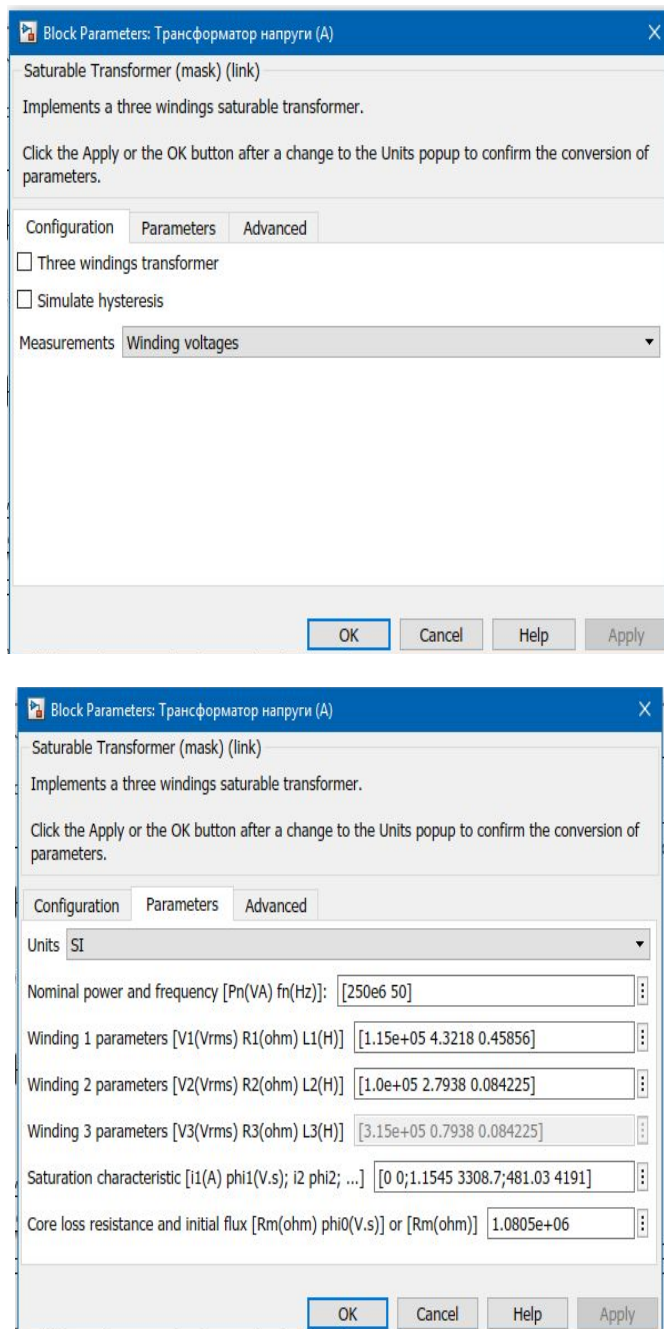 Block Parameters: Трансформатор напруги (A)
Saturable Transformer (mask) (link)
Implements a three windings saturable transformer.
Click the Apply or the OK button after a change to the Units popup to confirm the conversion of
parameters.
Configuration Parameters Advanced
Three windings transformer
Simulate hysteresis
Measurements Winding voltages
OK Cancel Help Apply
Block Parameters: Трансформатор напруги (A)
Saturable Transformer (mask) (link)
Implements a three windings saturable transformer.
Click the Apply or the OK button after a change to the Units popup to confirm the conversion of
parameters.
Configuration Parameters Advanced
Units SI
Nominal power and frequency [Pn(VA) fn(Hz)]: [250e6 50]
Winding 1 parameters [V1(Vrms) R1(ohm) L1(H)] [1.15e+05 4.3218 0.45856]
Winding 2 parameters [V2(Vrms) R2(ohm) L2(H)] [1.0e+05 2.7938 0.084225]
Winding 3 parameters [V3(Vrms) R3(ohm) L3(H)] [3.15e+05 0.7938 0.084225]
Saturation characteristic [i1(A) phi1(V.s); i2 phi2; ...] [0 0;1.1545 3308.7;481.03 4191]
Core loss resistance and initial flux [Rm(ohm) phi0(V.s)] or [Rm(ohm)] 1.0805e+06
OK Cancel Help Apply